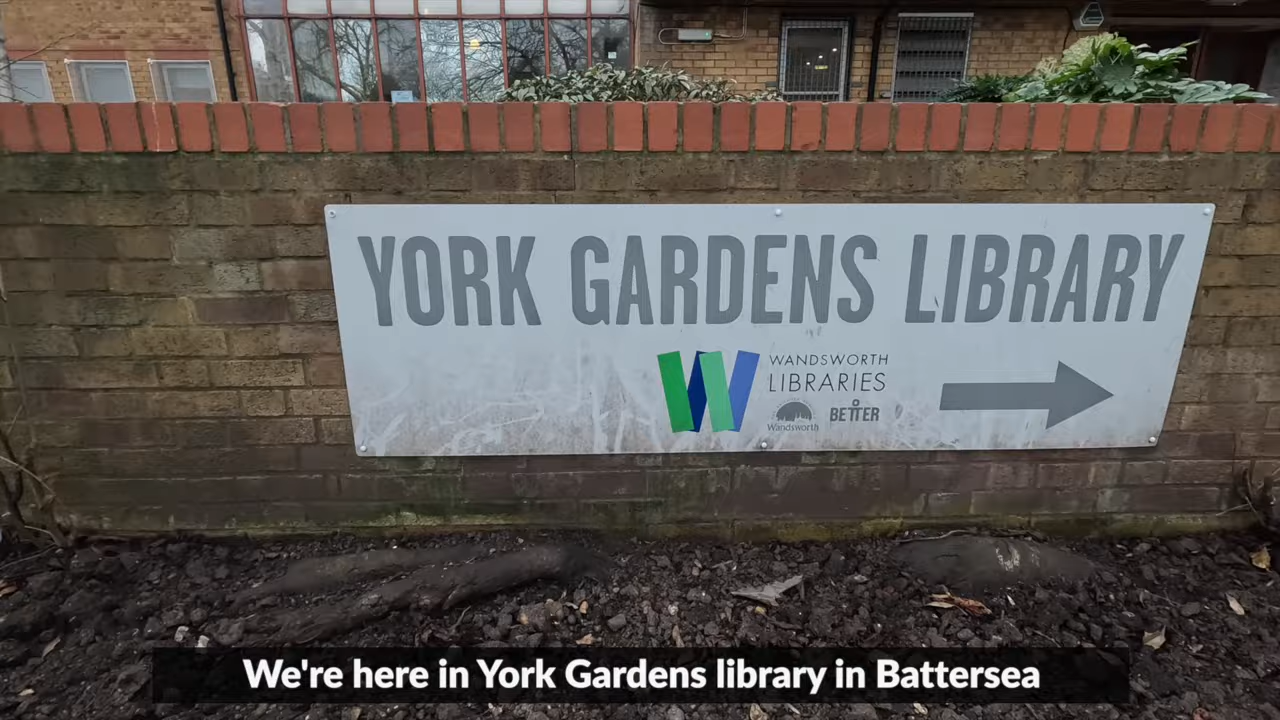 YORK GARDENS LIBRARY
WANDSWORTH
LIBRARIES
Wandsworth
BETTER
We're here in York Gardens library in Battersea